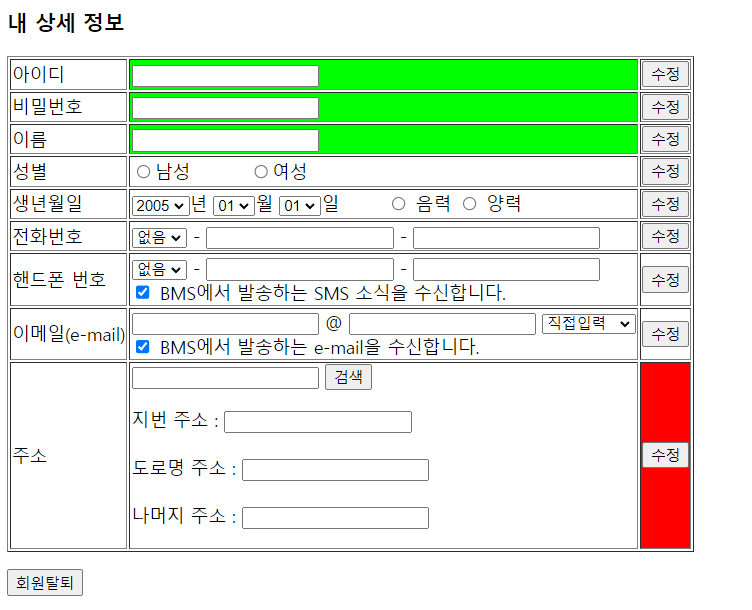 내 상세 정보
아이디 수정
비밀번호 수정
이름 수정
성별 남성 여성 수정
생년월일 2005 년 01 월 01 일 음력 양력 수정
전화번호 없음 - - 수정
핸드폰 번호 없음 - - 수정
BMS에서 발송하는 SMS 소식을 수신합니다.
이메일(e-mail) @ 직접입력 수정
BMS에서 발송하는 e-mail을 수신합니다.
검색
지번 주소 :
주소 수정
도로명 주소 :
나머지 주소 :
회원탈퇴